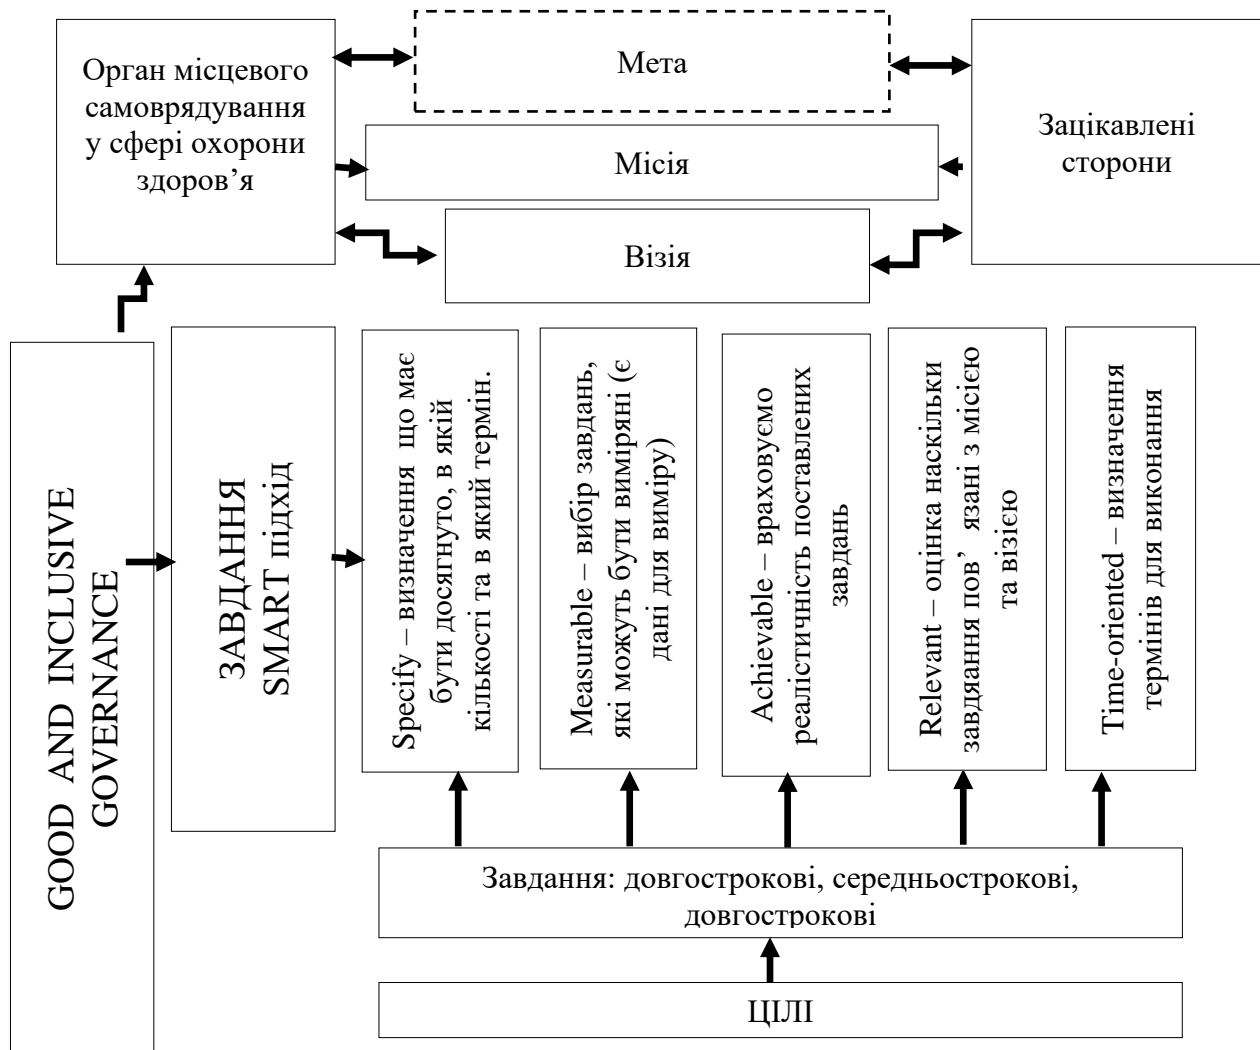 Орган місцевого
самоврядування
у сфері охорони
здоров’я
Мета
Місія
Візія
Зацікавлені
сторони
GOOD AND INCLUSIVE
GOVERNANCE
ЗАВДАННЯ
SMART підхід
Specify – визначення що має
бути досягнуто, в якій
кількості та в який термін.
Measurable – вибір завдань,
які можуть бути виміряні (є
дані для виміру)
Achievable – враховуємо
реалістичність поставлених
завдань
Relevant – оцінка наскільки
завдяання пов’язані з місією
та візією
Time-oriented – визначення
термінів для виконання
Завдання: довгострокові, середньострокові,
довгострокові
ЦІЛІ